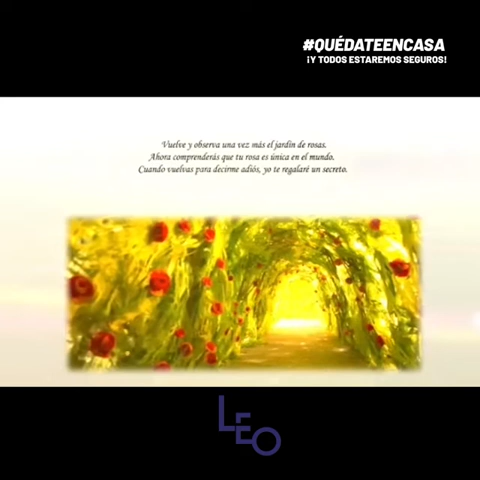 #QUÉDATEENCASA
¡Y TODOS ESTAREMOS SEGUROS!
Vuelve y observa una vez más el jardín de rosas.
Ahora comprenderás que tu rosa es única en el mundo.
Cuando vuelvas para decirme adiós, yo te regalaré un secreto.
LEO